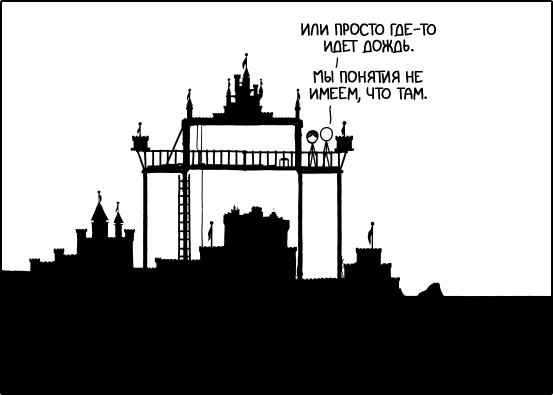 ИЛИ ПРОСТО ГДЕ-ТО
ИДЕТ ДОЖДЬ.
МЫ ПОНЯТИЯ НЕ
ИМЕЕМ, ЧТО ТАМ.